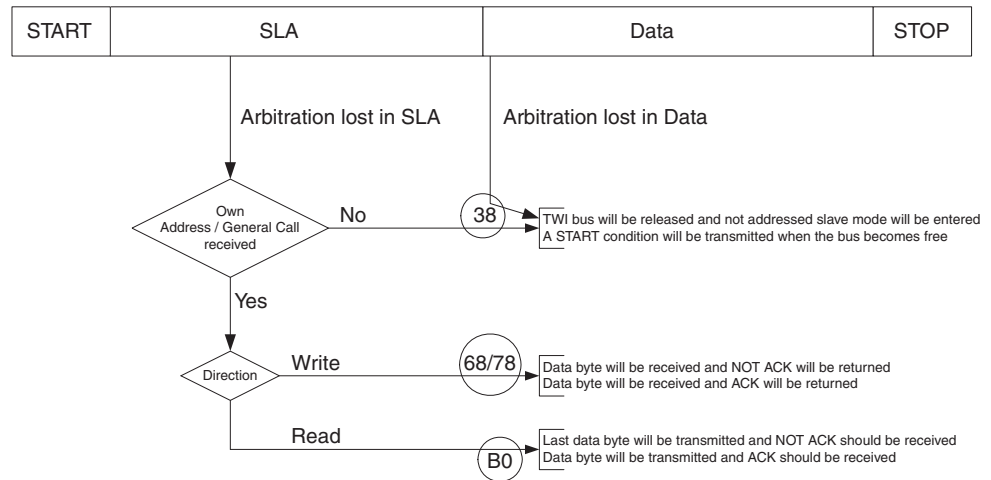 START SLA Data STOP
Arbitration lost in SLA Arbitration lost in Data
Own
Address / General Call
received
No
38
TWI bus will be released and not addressed slave mode will be entered
A START condition will be transmitted when the bus becomes free
Yes
Direction
Write
68/78
Data byte will be received and NOT ACK will be returned
Data byte will be received and ACK will be returned
Read
B0
Last data byte will be transmitted and NOT ACK should be received
Data byte will be transmitted and ACK should be received